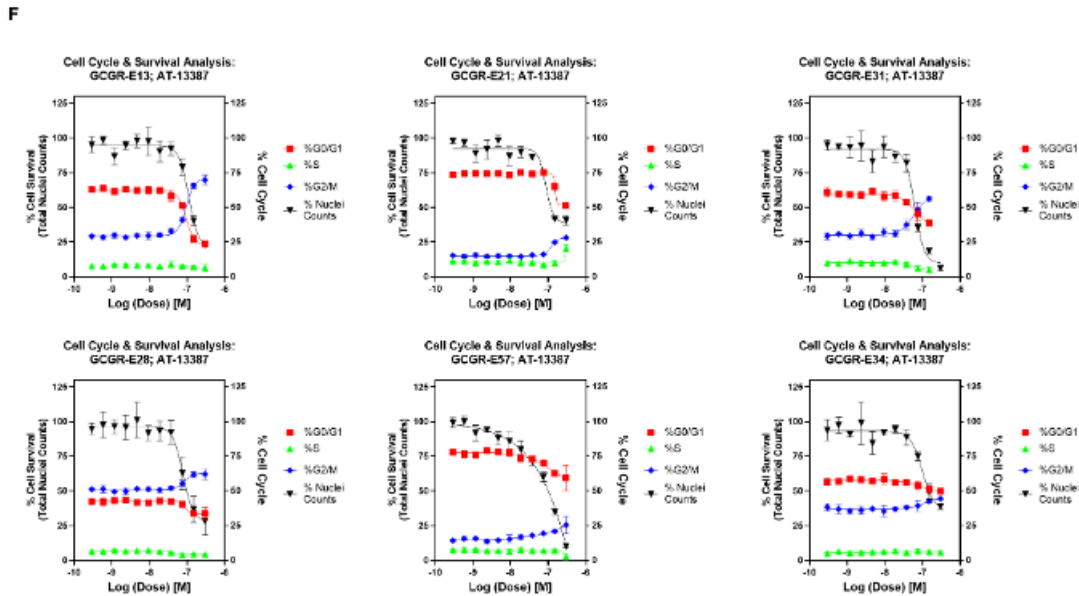 F
Cell Cycle & Survival Analysis:
GCGR-E13; AT-13387
% Cell Survival
(Total Nuclei Counts)
125
100
75
50
25
0
125
100
75
50
25
0
% Cell Cycle
-10
-9
-8
-7
-6
Log (Dose) [M]
%G0/G1
%S
%G2/M
% Nuclei
Counts
Cell Cycle & Survival Analysis:
GCGR-E21; AT-13387
% Cell Survival
(Total Nuclei Counts)
125
100
75
50
25
0
125
100
75
50
25
0
% Cell Cycle
-10
-9
-8
-7
-6
Log (Dose) [M]
%G0/G1
%S
%G2/M
% Nuclei
Counts
Cell Cycle & Survival Analysis:
GCGR-E31; AT-13387
% Cell Survival
(Total Nuclei Counts)
125
100
75
50
25
0
125
100
75
50
25
0
% Cell Cycle
-10
-9
-8
-7
-6
Log (Dose) [M]
%G0/G1
%S
%G2/M
% Nuclei
Counts
Cell Cycle & Survival Analysis:
GCGR-E28; AT-13387
% Cell Survival
(Total Nuclei Counts)
125
100
75
50
25
0
125
100
75
50
25
0
% Cell Cycle
-10
-9
-8
-7
-6
Log (Dose) [M]
%G0/G1
%S
%G2/M
% Nuclei
Counts
Cell Cycle & Survival Analysis:
GCGR-E57; AT-13387
% Cell Survival
(Total Nuclei Counts)
125
100
75
50
25
0
125
100
75
50
25
0
% Cell Cycle
-10
-9
-8
-7
-6
Log (Dose) [M]
%G0/G1
%S
%G2/M
% Nuclei
Counts
Cell Cycle & Survival Analysis:
GCGR-E34; AT-13387
% Cell Survival
(Total Nuclei Counts)
125
100
75
50
25
0
125
100
75
50
25
0
% Cell Cycle
-10
-9
-8
-7
-6
Log (Dose) [M]
%G0/G1
%S
%G2/M
% Nuclei
Counts